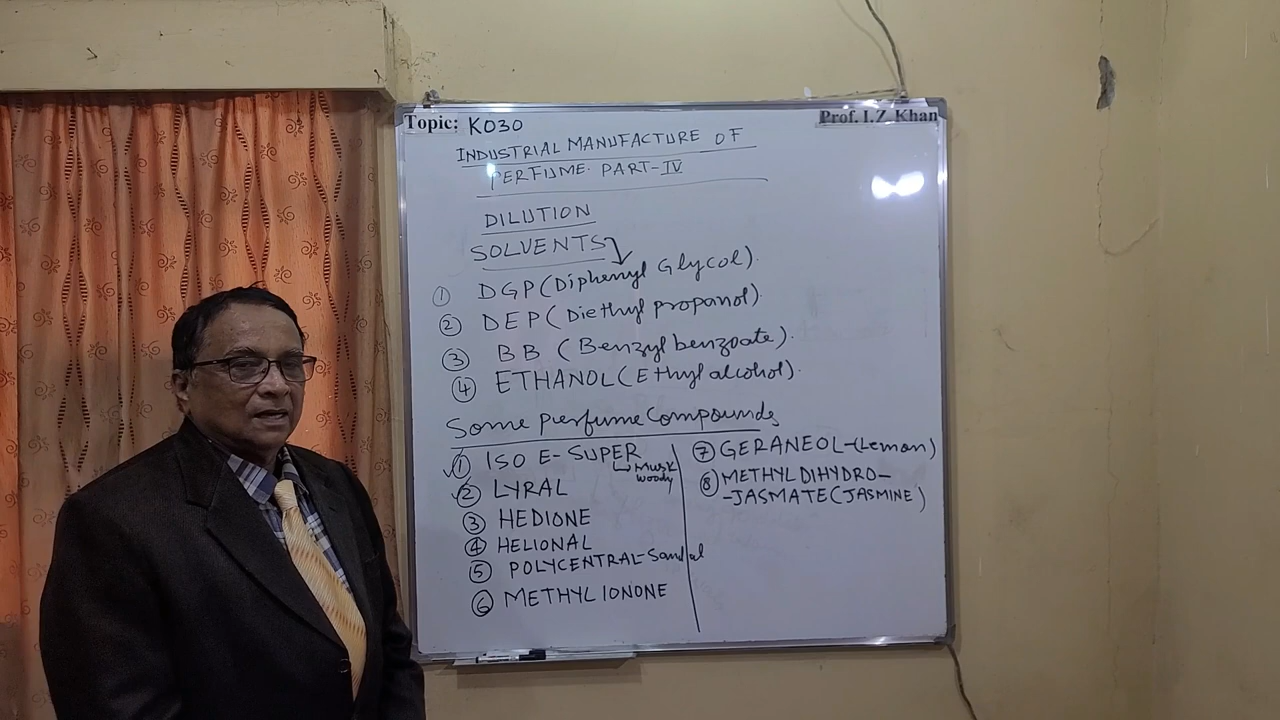 Topic: K030
Prof. I.Z. Khan
INDUSTRIAL MANUFACTURE OF
PERFUME PART-IV
DILUTION
SOLVENTS
① DGP (Diphenyl Glycol).
② DEP (Diethyl propanol).
③ BB (Benzyl benzoate).
④ ETHANOL (Ethyl alcohol).
Some Perfume Compounds
① ISO E-SUPER
Musk
woody
② LYRAL
③ HEDIONE
④ HELIONAL
⑤ POLYCENTRAL-Sandal
⑥ METHYL IONONE
⑦ GERANEOL-(Lemon)
⑧ METHYLDIHYDRO-
-JASMATE (JASMINE)